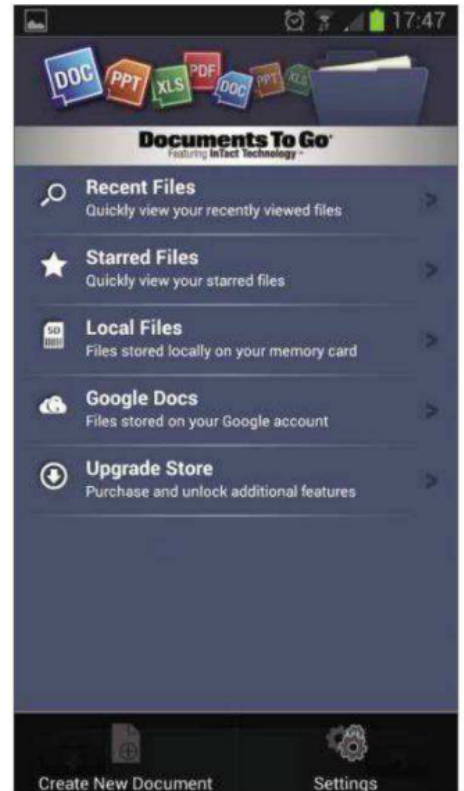 17:47
DOC PPT XLS PDF DOC PPT XLS
Documents To Go
Featuring InTact Technology
Recent Files
Quickly view your recently viewed files
Starred Files
Quickly view your starred files
SD
Local Files
Files stored locally on your memory card
Google Docs
Files stored on your Google account
Upgrade Store
Purchase and unlock additional features
Create New Document Settings